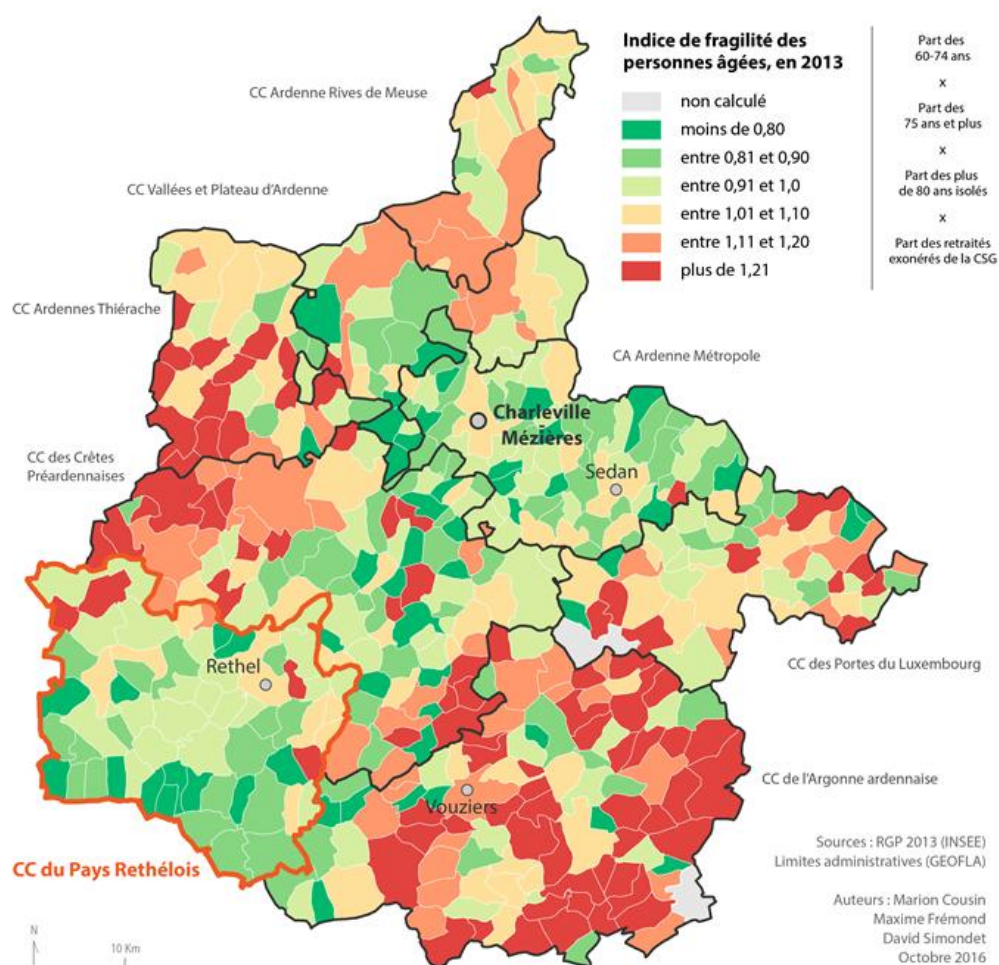 Indice de fragilité des
personnes âgées, en 2013
non calculé
moins de 0,80
entre 0,81 et 0,90
entre 0,91 et 1,0
entre 1,01 et 1,10
entre 1,11 et 1,20
plus de 1,21
Part des
60-74 ans
x
Part des
75 ans et plus
x
Part des plus
de 80 ans isolés
x
Part des retraités
exonérés de la CSG
CC Ardenne Rives de Meuse
CC Vallées et Plateau d'Ardenne
CC Ardennes Thiérache
CA Ardenne Métropole
Charleville
Mézières
CC des Crêtes
Préardennaises
Sedan
Rethel
CC des Portes du Luxembourg
CC de l'Argonne ardennaise
Vouziers
CC du Pays Rethélois
Sources : RGP 2013 (INSEE)
Limites administratives (GEOFLA)
Auteurs : Marion Cousin
Maxime Frémond
David Simondet
Octobre 2016
N
10 Km